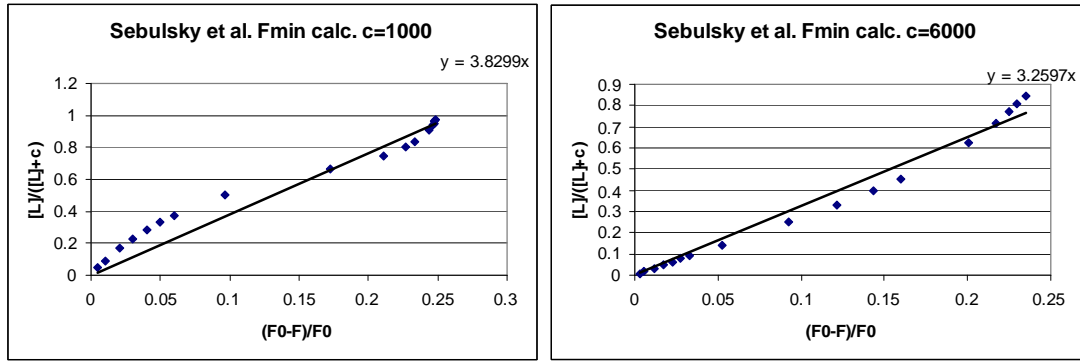 Sebulsky et al. Fmin calc. c=1000
y = 3.8299x
1.2
1
0.8
0.6
0.4
0.2
0
[L]/([L]+c)
0 0.05 0.1 0.15 0.2 0.25 0.3
(F0-F)/F0
Sebulsky et al. Fmin calc. c=6000
y = 3.2597x
0.9
0.8
0.7
0.6
0.5
0.4
0.3
0.2
0.1
0
[L]/([L]+c)
0 0.05 0.1 0.15 0.2 0.25
(F0-F)/F0